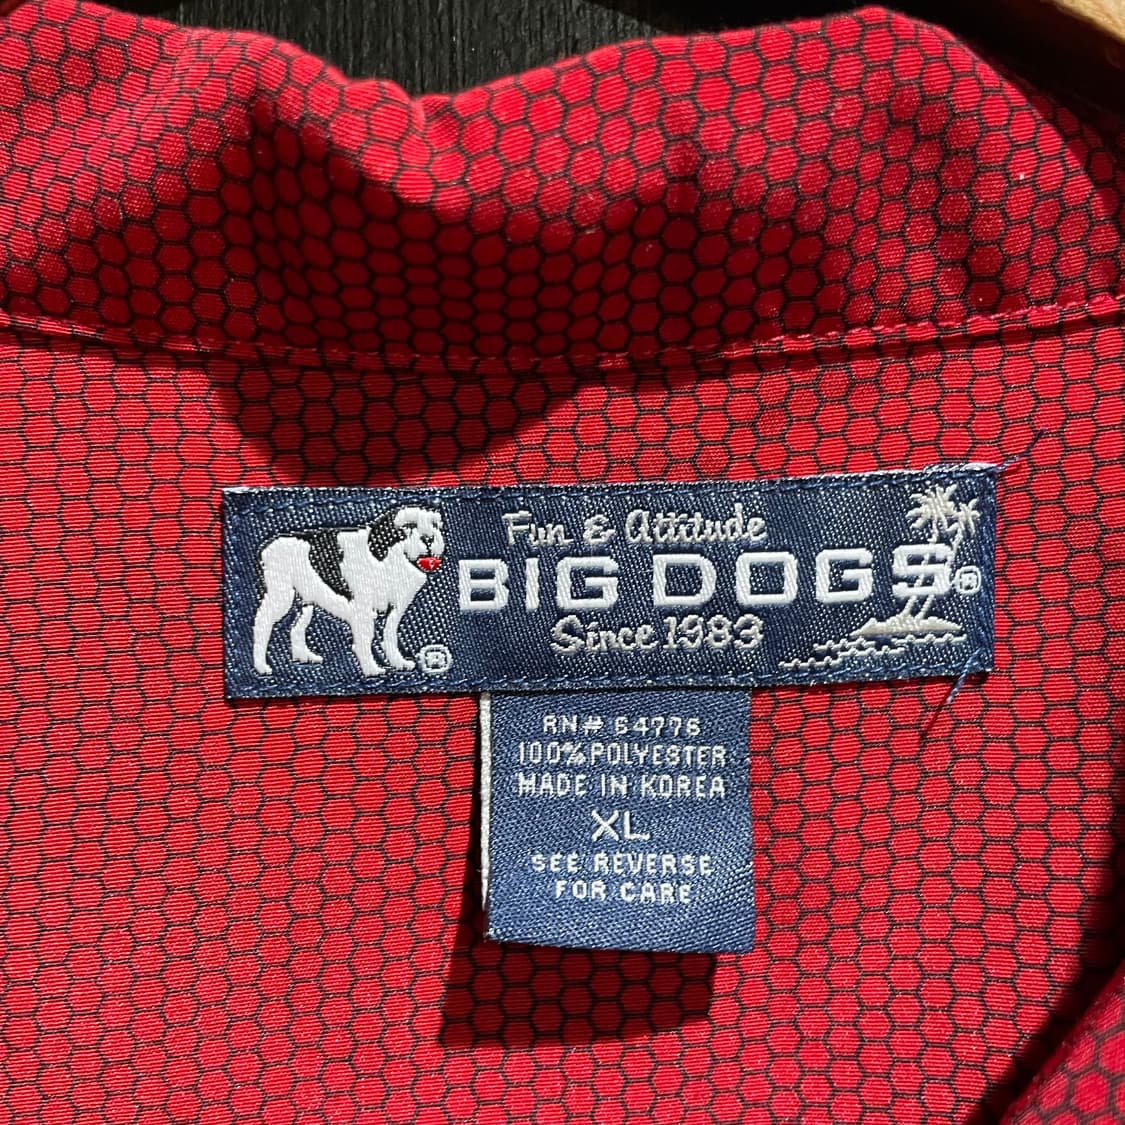 Fun & Attitude
BIG DOGS®
Since 1983
®
RN# 64776
100% POLYESTER
MADE IN KOREA
XL
SEE REVERSE
FOR CARE